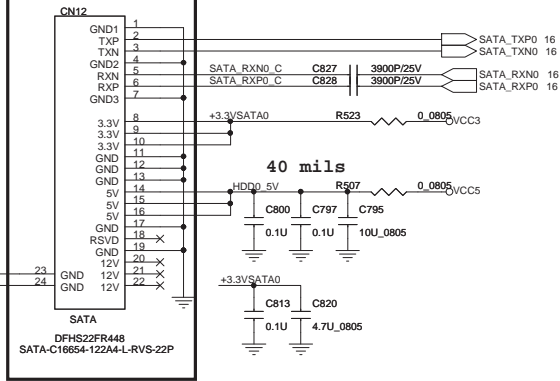 CN12
GND1 1
TXP 2 SATA_TXP0 16
TXN 3 SATA_TXN0 16
GND2 4
RXN 5 SATA_RXN0_C C827 3900P/25V SATA_RXN0 16
RXP 6 SATA_RXP0_C C828 3900P/25V SATA_RXP0 16
GND3 7
3.3V 8 +3.3VSATA0 R523 0_0805 VCC3
3.3V 9
3.3V 10
GND 11
GND 12
GND 13
40 mils
5V 14 HDD0_5V R507 0_0805 VCC5
5V 15
5V 16
GND 17
RSVD 18
GND 19
12V 20
12V 21
12V 22
C800 C797 C795
0.1U 0.1U 10U_0805
23 GND
24 GND
+3.3VSATA0
C813 C820
0.1U 4.7U_0805
SATA
DFHS22FR448
SATA-C16654-122A4-L-RVS-22P